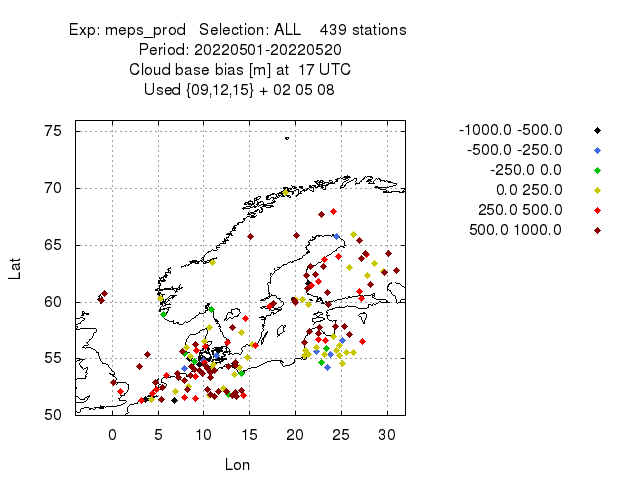 Exp: meps_prod   Selection: ALL    439 stations
Period: 20220501-20220520
Cloud base bias [m] at  17 UTC
Used {09,12,15} + 02 05 08
-1000.0 -500.0
-500.0 -250.0
-250.0 0.0
0.0 250.0
250.0 500.0
500.0 1000.0
75
70
65
60
55
50
Lat
0 5 10 15 20 25 30
Lon